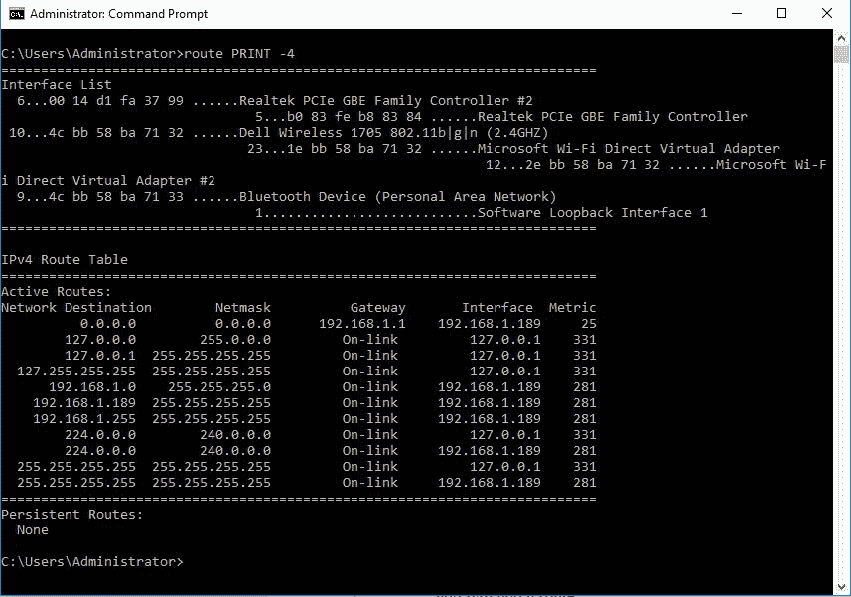 Administrator: Command Prompt
C:\Users\Administrator>route PRINT -4
===========================================================================
Interface List
  6...00 14 d1 fa 37 99 ......Realtek PCIe GBE Family Controller #2
                                5...b0 83 fe b8 83 84 ......Realtek PCIe GBE Family Controller
 10...4c bb 58 ba 71 32 ......Dell Wireless 1705 802.11b|g|n (2.4GHZ)
                               23...1e bb 58 ba 71 32 ......Microsoft Wi-Fi Direct Virtual Adapter
                                                             12...2e bb 58 ba 71 32 ......Microsoft Wi-F
i Direct Virtual Adapter #2
  9...4c bb 58 ba 71 33 ......Bluetooth Device (Personal Area Network)
                                1...........................Software Loopback Interface 1
===========================================================================
IPv4 Route Table
===========================================================================
Active Routes:
Network Destination        Netmask          Gateway       Interface  Metric
          0.0.0.0          0.0.0.0      192.168.1.1    192.168.1.189     25
        127.0.0.0        255.0.0.0         On-link         127.0.0.1    331
        127.0.0.1  255.255.255.255         On-link         127.0.0.1    331
  127.255.255.255  255.255.255.255         On-link         127.0.0.1    331
      192.168.1.0    255.255.255.0         On-link     192.168.1.189    281
    192.168.1.189  255.255.255.255         On-link     192.168.1.189    281
    192.168.1.255  255.255.255.255         On-link     192.168.1.189    281
        224.0.0.0        240.0.0.0         On-link         127.0.0.1    331
        224.0.0.0        240.0.0.0         On-link     192.168.1.189    281
  255.255.255.255  255.255.255.255         On-link         127.0.0.1    331
  255.255.255.255  255.255.255.255         On-link     192.168.1.189    281
===========================================================================
Persistent Routes:
  None
C:\Users\Administrator>